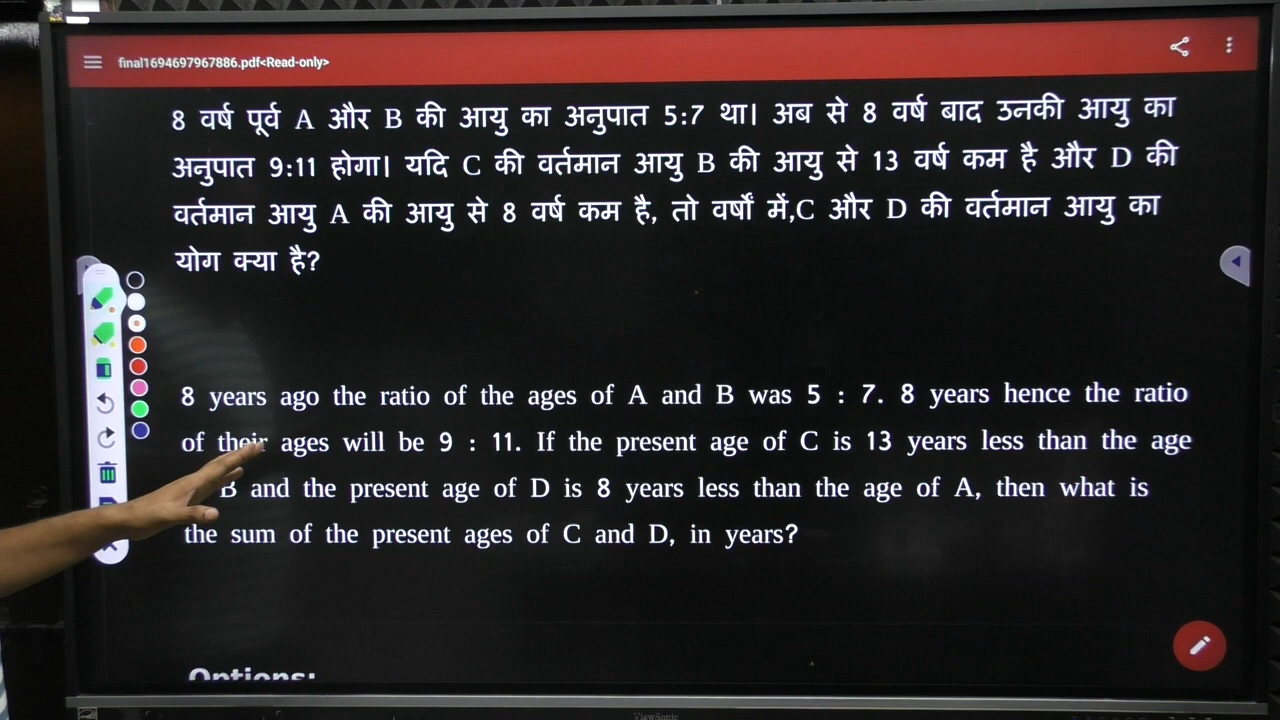 final1694697967886.pdf<Read-only>
8 वर्ष पूर्व A और B की आयु का अनुपात 5:7 था। अब से 8 वर्ष बाद उनकी आयु का
अनुपात 9:11 होगा। यदि C की वर्तमान आयु B की आयु से 13 वर्ष कम है और D की
वर्तमान आयु A की आयु से 8 वर्ष कम है, तो वर्षों में,C और D की वर्तमान आयु का
योग क्या है?
8 years ago the ratio of the ages of A and B was 5 : 7. 8 years hence the ratio
of their ages will be 9 : 11. If the present age of C is 13 years less than the age
B and the present age of D is 8 years less than the age of A, then what is
the sum of the present ages of C and D, in years?
Options:
ViewSonic